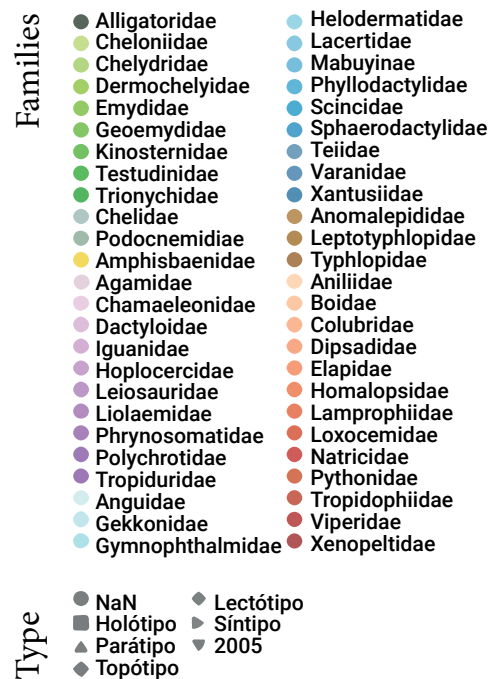 Families
Alligatoridae
Cheloniidae
Chelydridae
Dermochelyidae
Emydidae
Geoemydidae
Kinosternidae
Testudinidae
Trionychidae
Chelidae
Podocnemidiae
Amphisbaenidae
Agamidae
Chamaeleonidae
Dactyloidae
Iguanidae
Hoplocercidae
Leiosauridae
Liolaemidae
Phrynosomatidae
Polychrotidae
Tropiduridae
Anguidae
Gekkonidae
Gymnophthalmidae
Helodermatidae
Lacertidae
Mabuyinae
Phyllodactylidae
Scincidae
Sphaerodactylidae
Teiidae
Varanidae
Xantusiidae
Anomalepididae
Leptotyphlopidae
Typhlopidae
Aniliidae
Boidae
Colubridae
Dipsadidae
Elapidae
Homalopsidae
Lamprophiidae
Loxocemidae
Natricidae
Pythonidae
Tropidophiidae
Viperidae
Xenopeltidae
Type
NaN
Holótipo
Parátipo
Topótipo
Lectótipo
Síntipo
2005